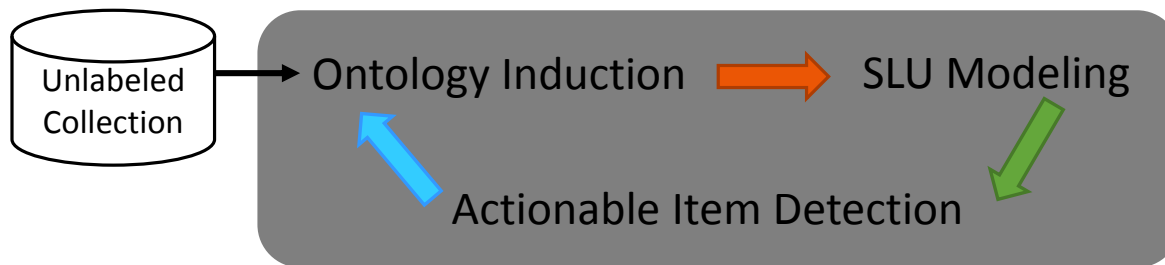 Unlabeled
Collection
Ontology Induction
SLU Modeling
Actionable Item Detection